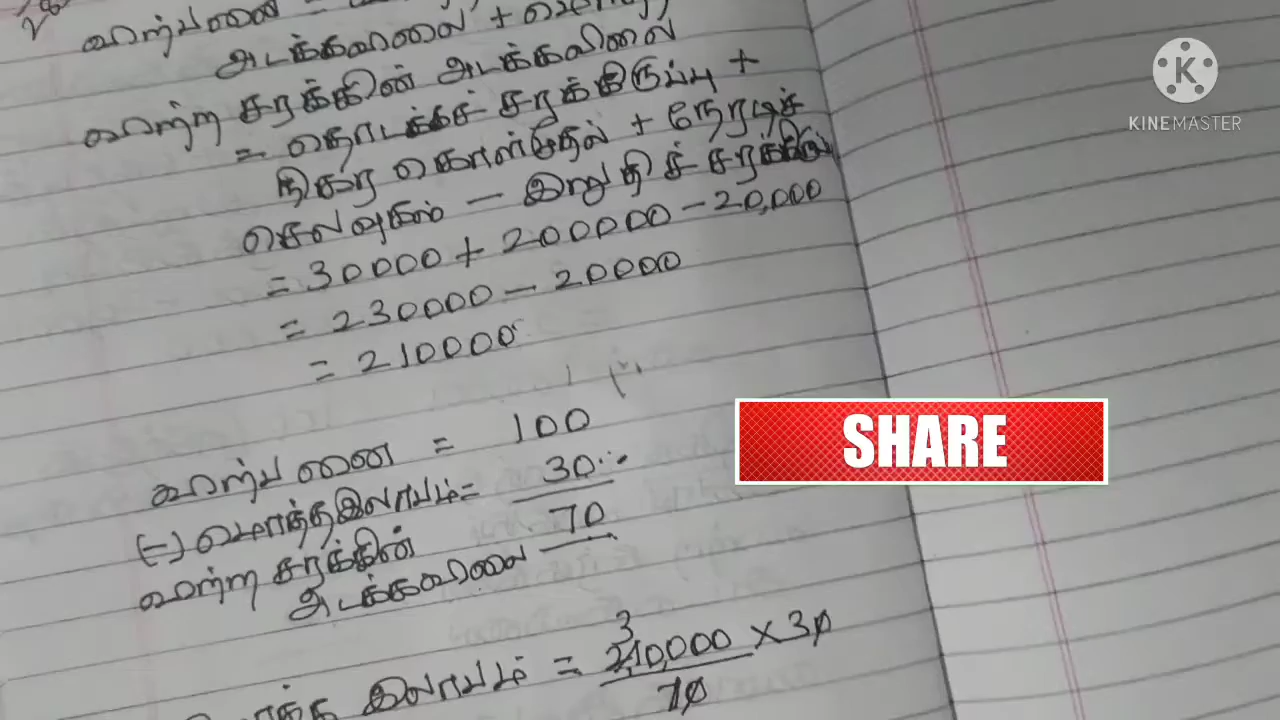 விற்பனை =
அடக்கவிலை +
விற்ற சரக்கின் அடக்கவிலை
= தொடக்கச் சரக்கிருப்பு +
நிகர கொள்முதல் + நேரடிச்
செலவுகள் – இறுதிச் சரக்கிருப்பு
= 30000 + 200000 – 20,000
= 230000 – 20000
= 210000
விற்பனை = 100
(-) மொத்த இலாபம் = 30
விற்ற சரக்கின்
அடக்கவிலை 70
இலாபம் = 210,000 × 30
3
70
SHARE
K
KINEMASTER